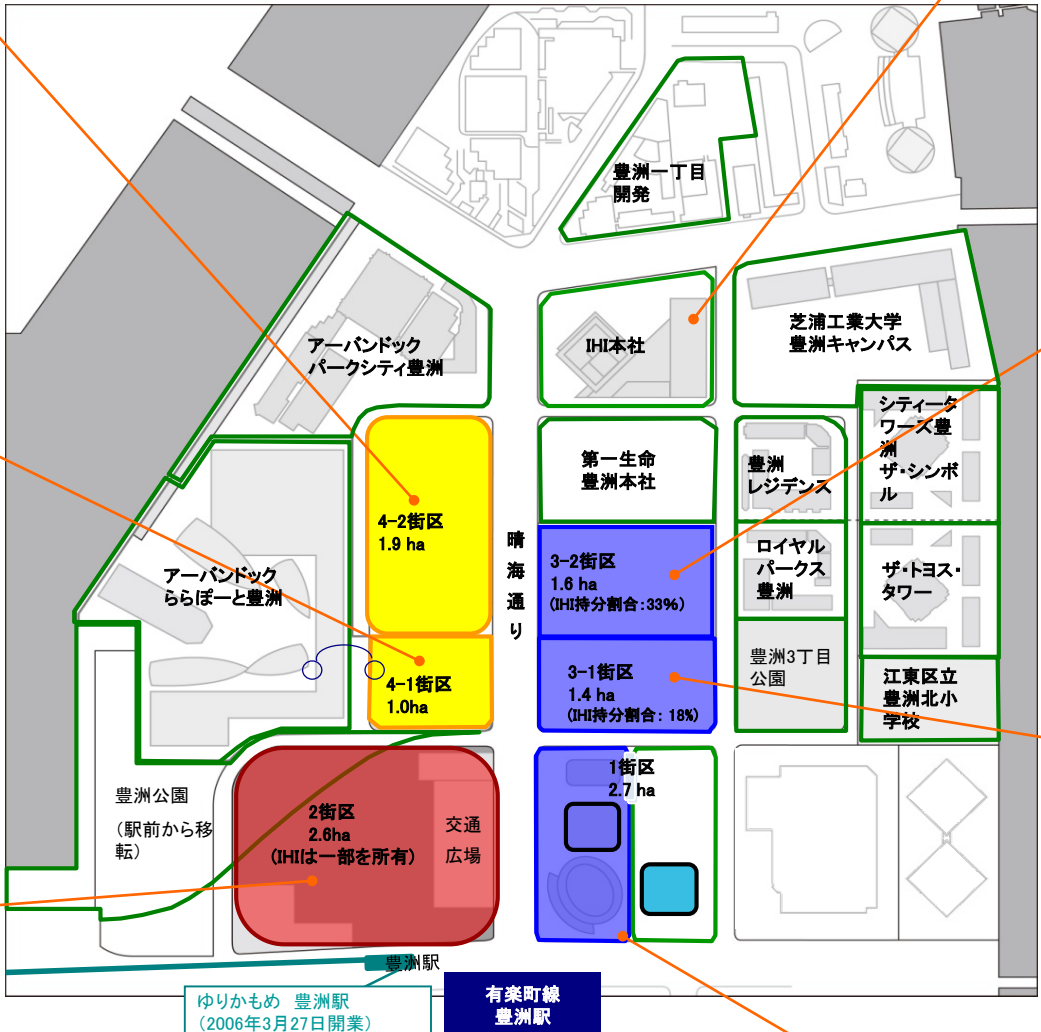 豊洲一丁目
開発
アーバンドック
パークシティ豊洲
IHI本社
芝浦工業大学
豊洲キャンパス
シティータ
ワーズ豊
洲
ザ・シンボ
ル
第一生命
豊洲本社
豊洲
レジデンス
4-2街区
1.9 ha
晴海通り
3-2街区
1.6 ha
(IHI持分割合:33%)
ロイヤル
パークス
豊洲
ザ・トヨス・
タワー
アーバンドック
ららぽーと豊洲
4-1街区
1.0ha
3-1街区
1.4 ha
(IHI持分割合: 18%)
豊洲3丁目
公園
江東区立
豊洲北小
学校
豊洲公園
(駅前から移
転)
2街区
2.6ha
(IHIは一部を所有)
交通
広場
1街区
2.7 ha
豊洲駅
ゆりかもめ 豊洲駅
(2006年3月27日開業)
有楽町線
豊洲駅